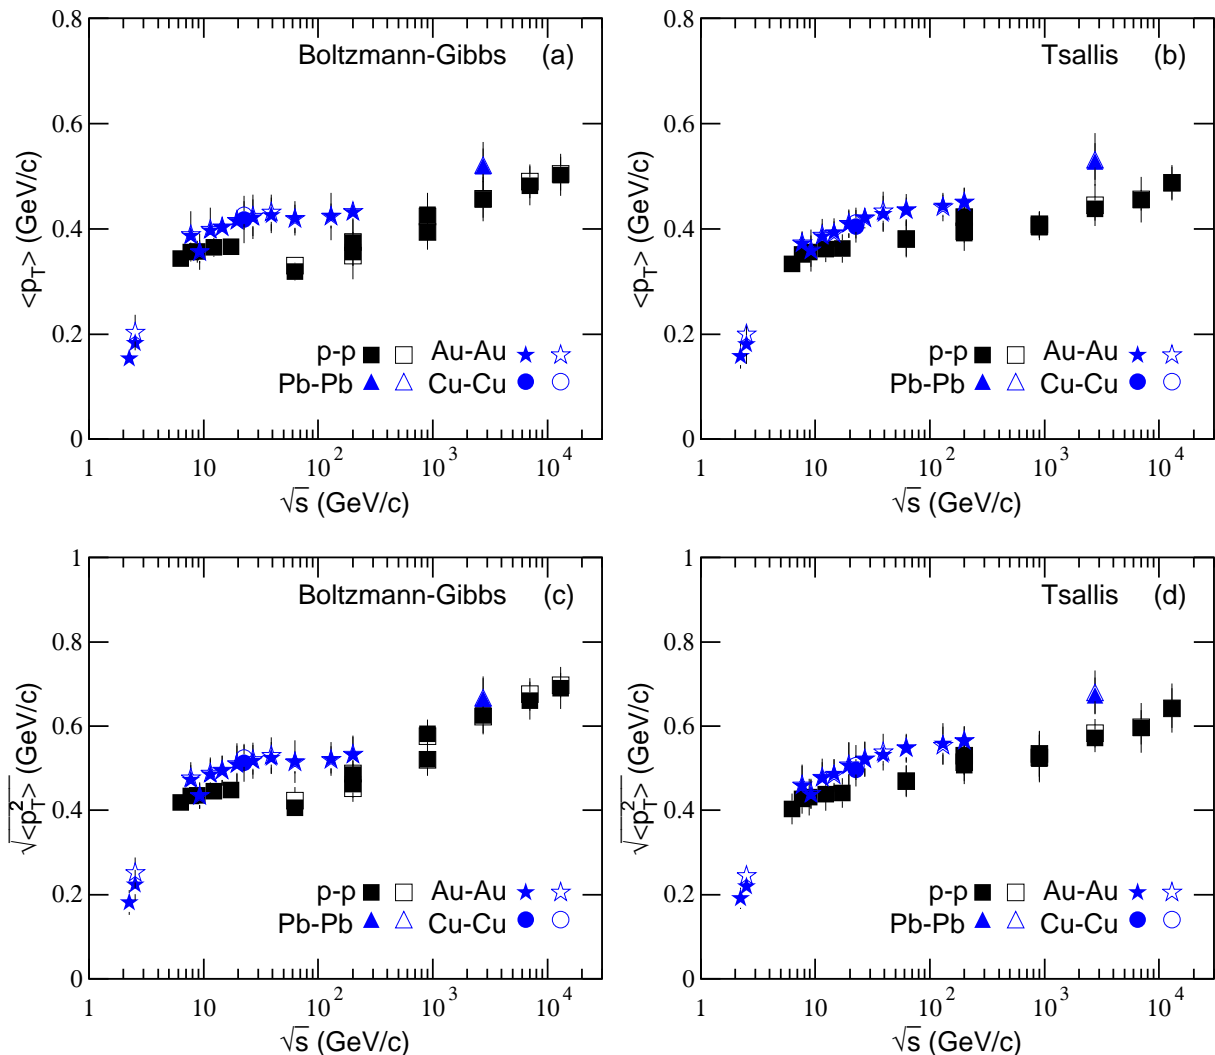 0.8
Boltzmann-Gibbs (a)
0.6
0.4
0.2
0
<p_T> (GeV/c)
p-p Au-Au
Pb-Pb Cu-Cu
1 10 10^2 10^3 10^4
√s (GeV/c)
0.8
Tsallis (b)
0.6
0.4
0.2
0
<p_T> (GeV/c)
p-p Au-Au
Pb-Pb Cu-Cu
1 10 10^2 10^3 10^4
√s (GeV/c)
1
Boltzmann-Gibbs (c)
0.8
0.6
0.4
0.2
0
√<p_T^2> (GeV/c)
p-p Au-Au
Pb-Pb Cu-Cu
1 10 10^2 10^3 10^4
√s (GeV/c)
1
Tsallis (d)
0.8
0.6
0.4
0.2
0
√<p_T^2> (GeV/c)
p-p Au-Au
Pb-Pb Cu-Cu
1 10 10^2 10^3 10^4
√s (GeV/c)